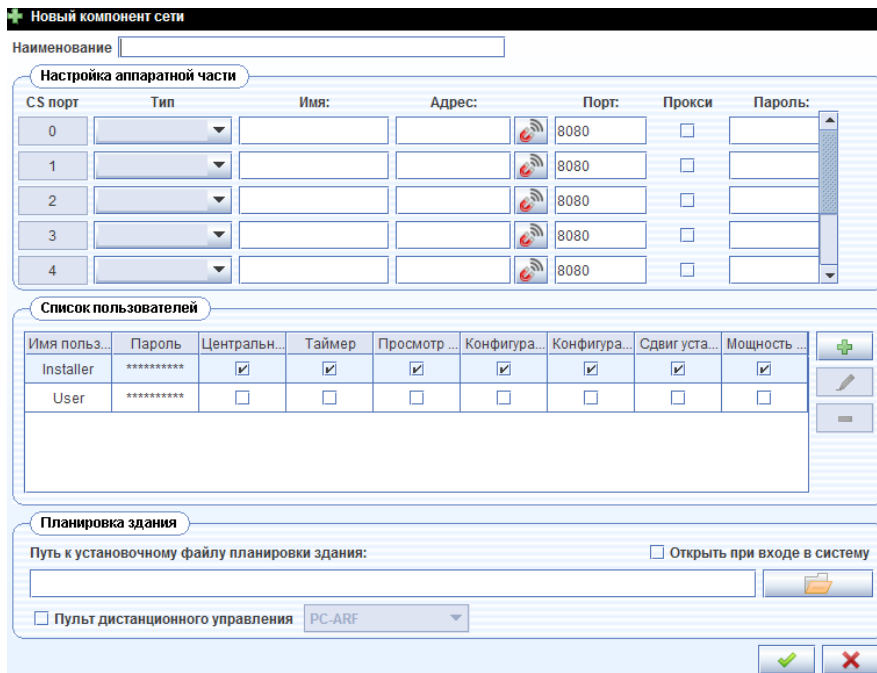 Новый компонент сети
Наименование
Настройка аппаратной части
CS порт Тип Имя: Адрес: Порт: Прокси Пароль:
0 8080
1 8080
2 8080
3 8080
4 8080
Список пользователей
Имя польз... Пароль Центральн... Таймер Просмотр ... Конфигура... Конфигура... Сдвиг уста... Мощность ...
Installer **********
User **********
Планировка здания
Путь к установочному файлу планировки здания: Открыть при входе в систему
Пульт дистанционного управления PC-ARF